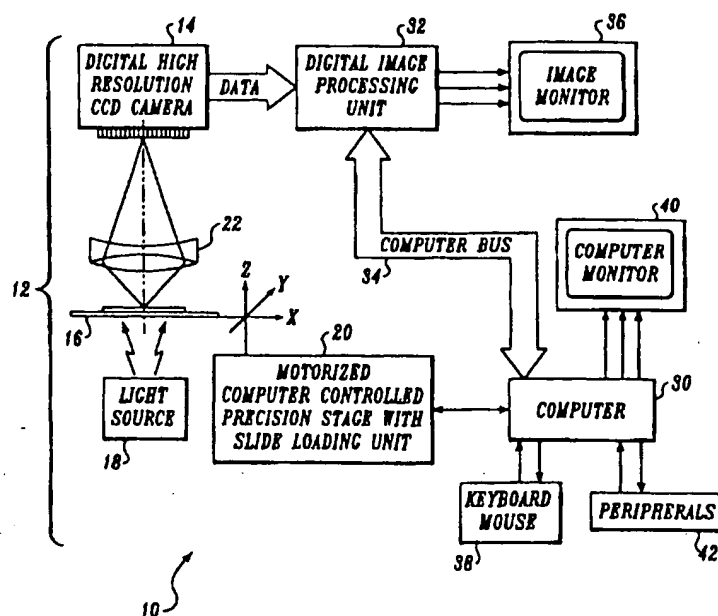 14
DIGITAL HIGH
RESOLUTION
CCD CAMERA
DATA
32
DIGITAL IMAGE
PROCESSING
UNIT
36
IMAGE
MONITOR
22
12
COMPUTER BUS
34
40
COMPUTER
MONITOR
Z
Y
X
16
20
MOTORIZED
COMPUTER CONTROLLED
PRECISION STAGE WITH
SLIDE LOADING UNIT
LIGHT
SOURCE
18
30
COMPUTER
KEYBOARD
MOUSE
38
PERIPRERALS
42
10